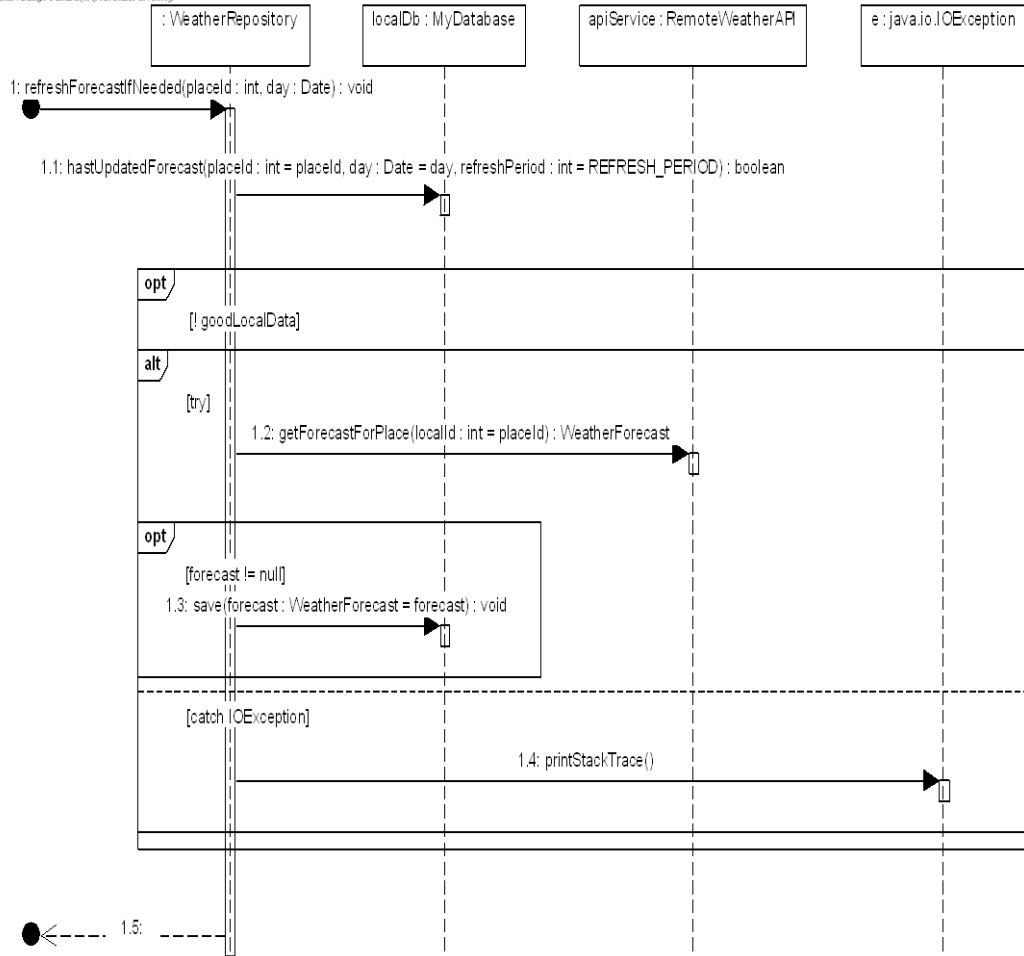 : WeatherRepository
localDb : MyDatabase
apiService : RemoteWeatherAPI
e : java.io.IOException
1: refreshForecastIfNeeded(placeId : int, day : Date) : void
1.1: hastUpdatedForecast(placeId : int = placeId, day : Date = day, refreshPeriod : int = REFRESH_PERIOD) : boolean
opt
[! goodLocalData]
alt
[try]
1.2: getForecastForPlace(localId : int = placeId) : WeatherForecast
opt
[forecast != null]
1.3: save(forecast : WeatherForecast = forecast) : void
[catch IOException]
1.4: printStackTrace()
1.5: